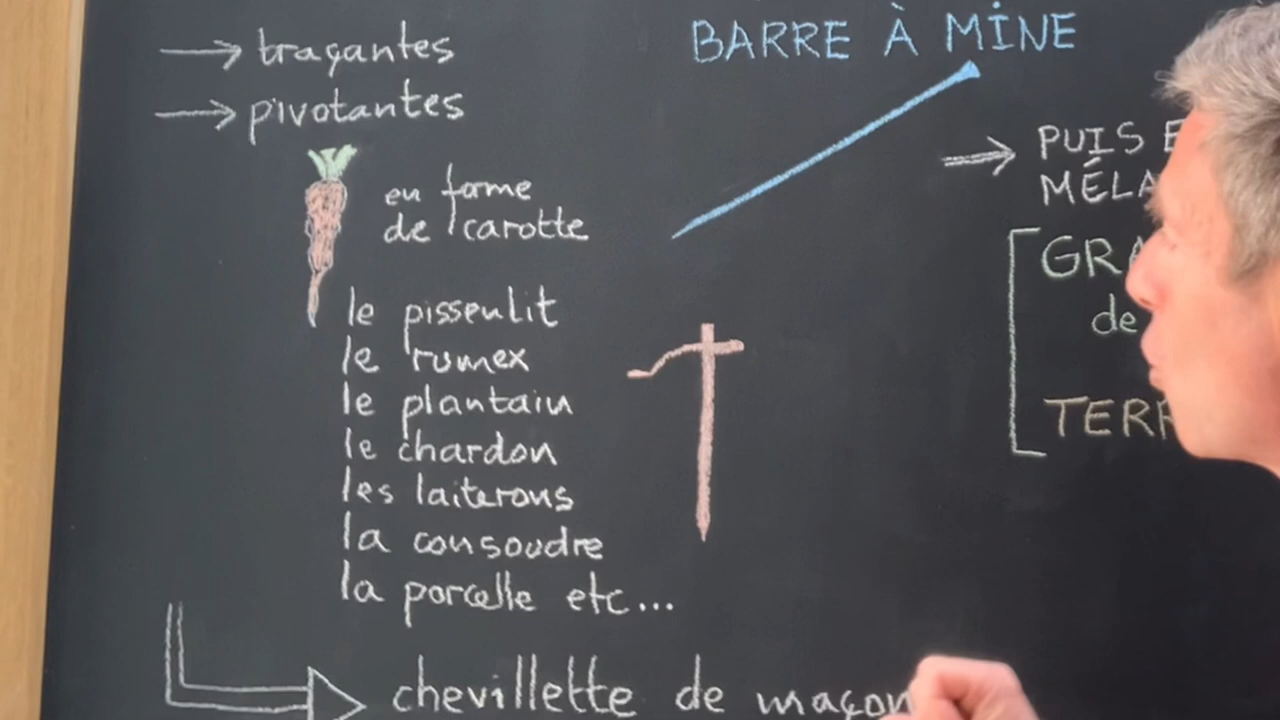 traçantes
pivotantes
en forme
de carotte
le pissenlit
le rumex
le plantain
le chardon
les laiterons
la consoudre
la porcelle etc...
chevillette de maçon
BARRE À MINE
PUIS
MÉLA
GRA
de
TERR